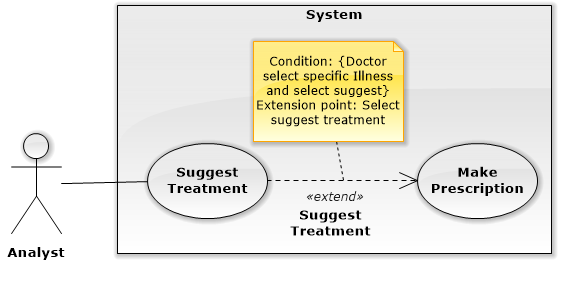 System
Condition: {Doctor
select specific Illness
and select suggest}
Extension point: Select
suggest treatment
Suggest
Treatment
Make
Prescription
«extend»
Suggest
Treatment
Analyst